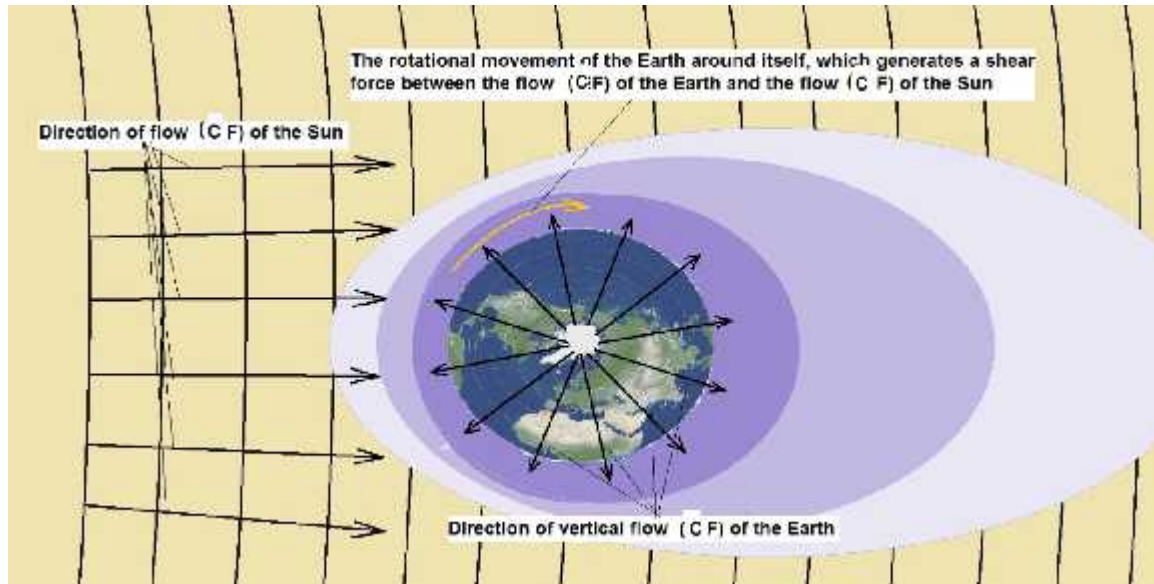 The rotational movement of the Earth around itself, which generates a shear
force between the flow (C F) of the Earth and the flow (C F) of the Sun
Direction of flow (C F) of the Sun
Direction of vertical flow (C F) of the Earth